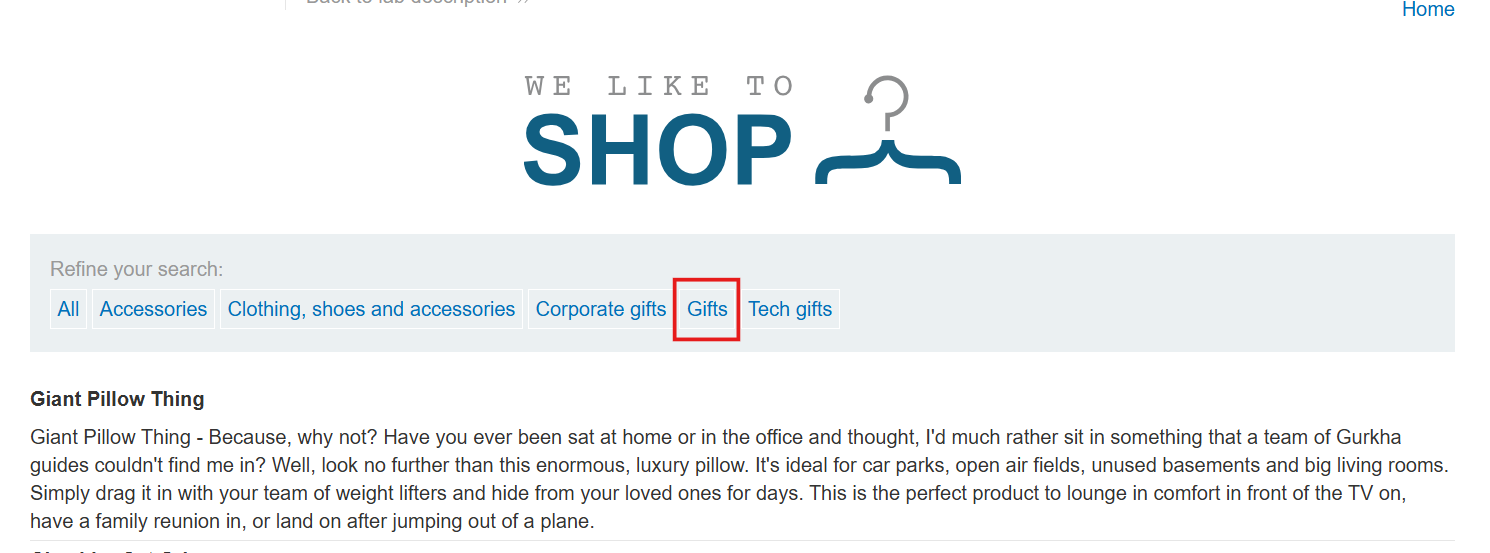 Back to lab description
Home
WE LIKE TO
SHOP
Refine your search:
All Accessories Clothing, shoes and accessories Corporate gifts Gifts Tech gifts
Giant Pillow Thing
Giant Pillow Thing - Because, why not? Have you ever been sat at home or in the office and thought, I'd much rather sit in something that a team of Gurkha
guides couldn't find me in? Well, look no further than this enormous, luxury pillow. It's ideal for car parks, open air fields, unused basements and big living rooms.
Simply drag it in with your team of weight lifters and hide from your loved ones for days. This is the perfect product to lounge in comfort in front of the TV on,
have a family reunion in, or land on after jumping out of a plane.